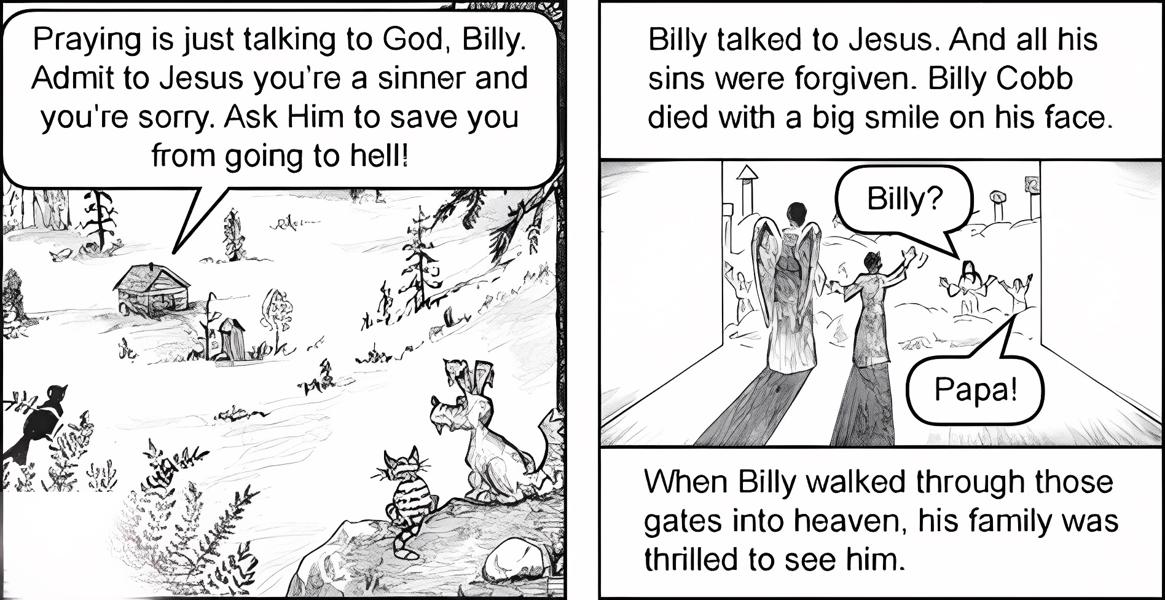 Praying is just talking to God, Billy.
Admit to Jesus you're a sinner and
you're sorry. Ask Him to save you
from going to hell!
Billy talked to Jesus. And all his
sins were forgiven. Billy Cobb
died with a big smile on his face.
Billy?
Papa!
When Billy walked through those
gates into heaven, his family was
thrilled to see him.